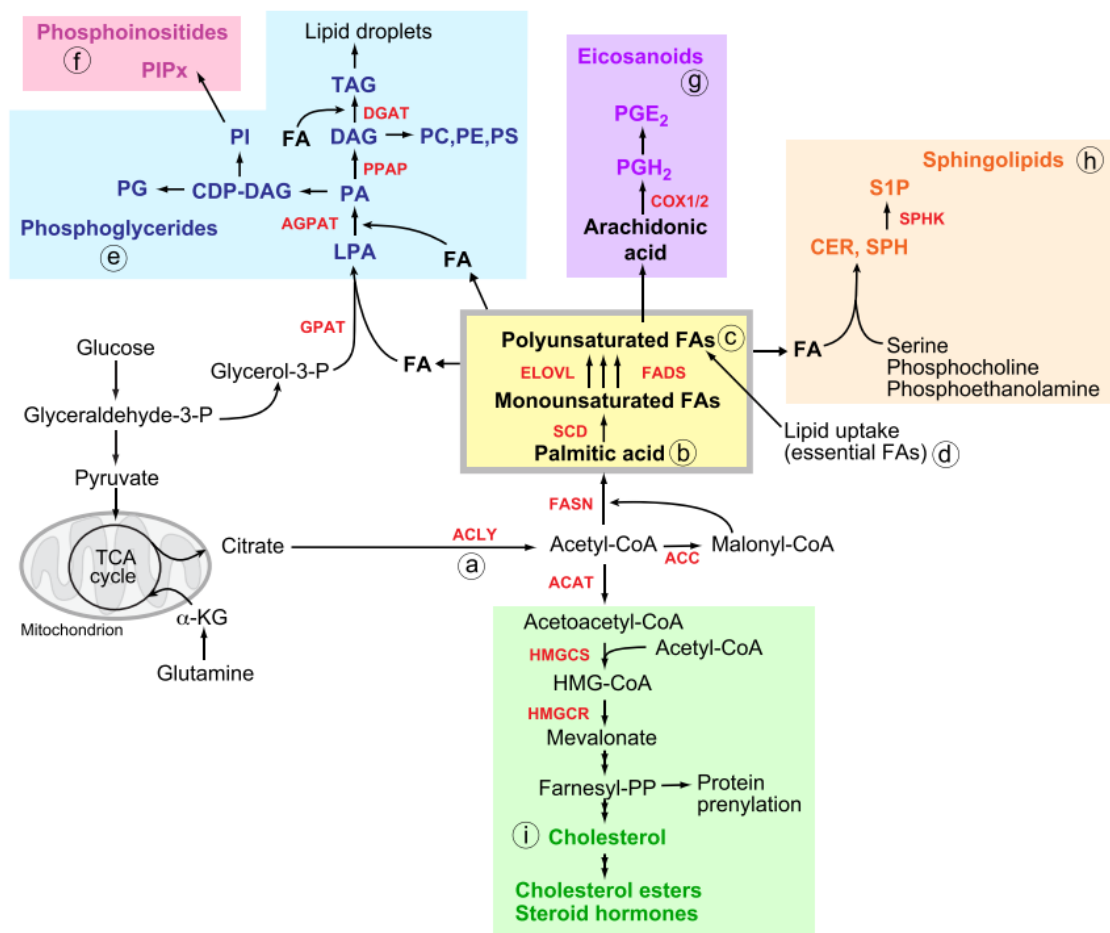 Phosphoinositides
f
PIPx
Lipid droplets
TAG
DGAT
FA
DAG
PC,PE,PS
PPAP
PI
PG
CDP-DAG
PA
AGPAT
Phosphoglycerides
e
LPA
FA
Eicosanoids
g
PGE2
PGH2
COX1/2
Arachidonic
acid
Sphingolipids
h
S1P
SPHK
CER, SPH
FA
Serine
Phosphocholine
Phosphoethanolamine
Polyunsaturated FAs
c
ELOVL
FADS
Monounsaturated FAs
SCD
Palmitic acid
b
Lipid uptake
(essential FAs)
d
GPAT
Glucose
Glycerol-3-P
FA
Glyceraldehyde-3-P
Pyruvate
TCA
cycle
Mitochondrion
Citrate
α-KG
Glutamine
ACLY
a
FASN
Acetyl-CoA
ACC
Malonyl-CoA
ACAT
Acetoacetyl-CoA
HMGCS
Acetyl-CoA
HMG-CoA
HMGCR
Mevalonate
Farnesyl-PP
Protein
prenylation
i
Cholesterol
Cholesterol esters
Steroid hormones